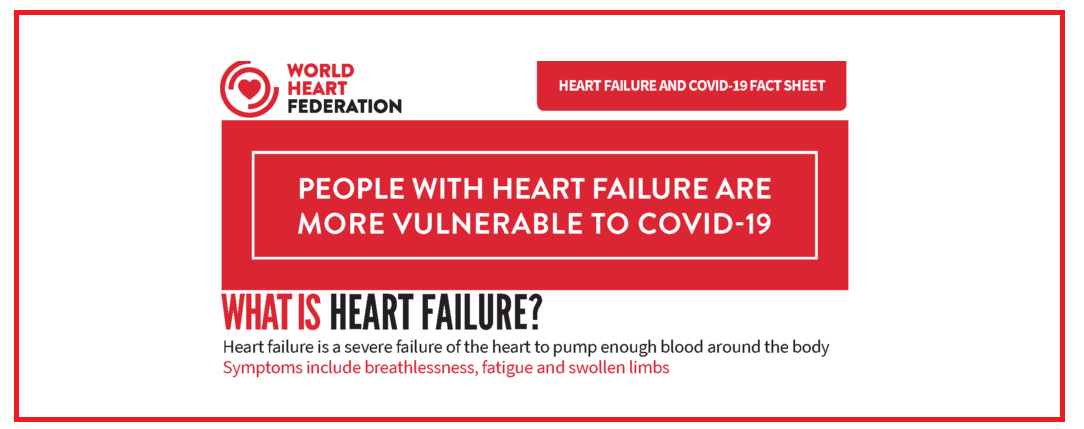 WORLD
HEART
FEDERATION
HEART FAILURE AND COVID-19 FACT SHEET
PEOPLE WITH HEART FAILURE ARE
MORE VULNERABLE TO COVID-19
WHAT IS HEART FAILURE?
Heart failure is a severe failure of the heart to pump enough blood around the body
Symptoms include breathlessness, fatigue and swollen limbs